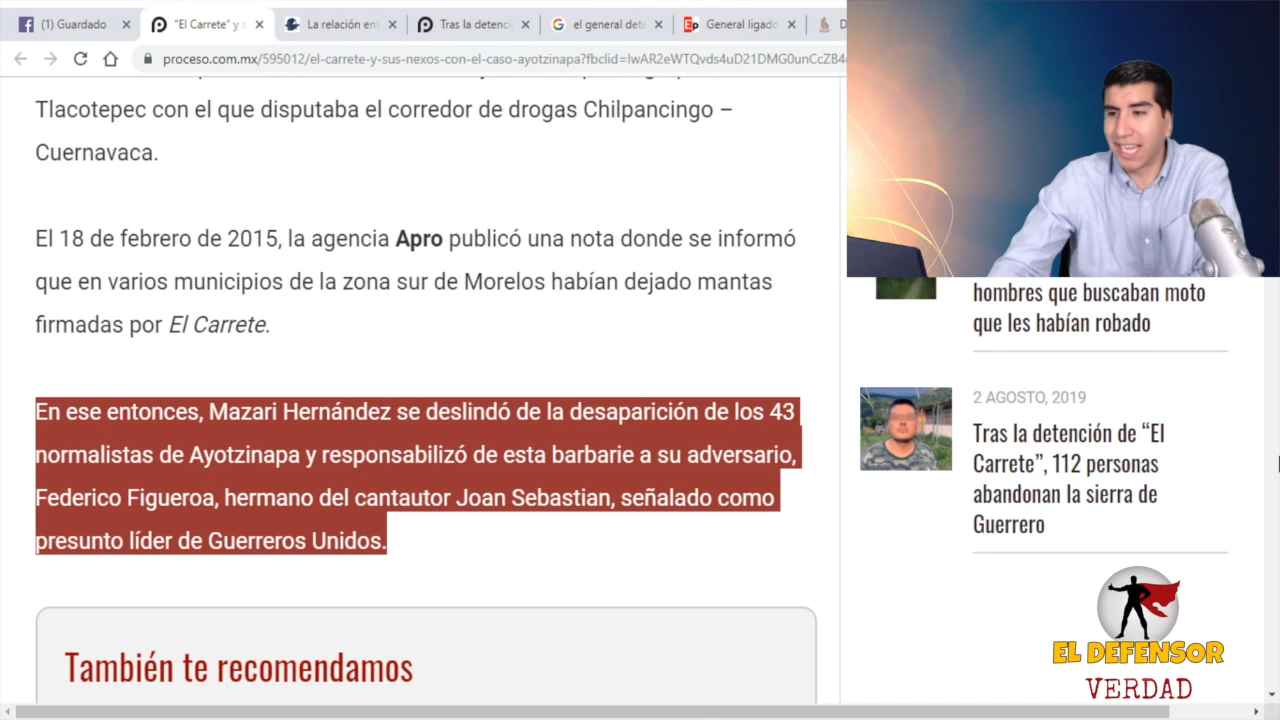 (1) Guardado
"El Carrete" y s
La relación ent
Tras la detenci
el general dete
General ligado
D
proceso.com.mx/595012/el-carrete-y-sus-nexos-con-el-caso-ayotzinapa?fbclid=IwAR2eWTQvds4uD21DMG0unCcZB4
Tlacotepec con el que disputaba el corredor de drogas Chilpancingo –
Cuernavaca.
El 18 de febrero de 2015, la agencia Apro publicó una nota donde se informó
que en varios municipios de la zona sur de Morelos habían dejado mantas
firmadas por El Carrete.
En ese entonces, Mazari Hernández se deslindó de la desaparición de los 43
normalistas de Ayotzinapa y responsabilizó de esta barbarie a su adversario,
Federico Figueroa, hermano del cantautor Joan Sebastian, señalado como
presunto líder de Guerreros Unidos.
También te recomendamos
hombres que buscaban moto
que les habían robado
2 AGOSTO, 2019
Tras la detención de “El
Carrete”, 112 personas
abandonan la sierra de
Guerrero
EL DEFENSOR
VERDAD